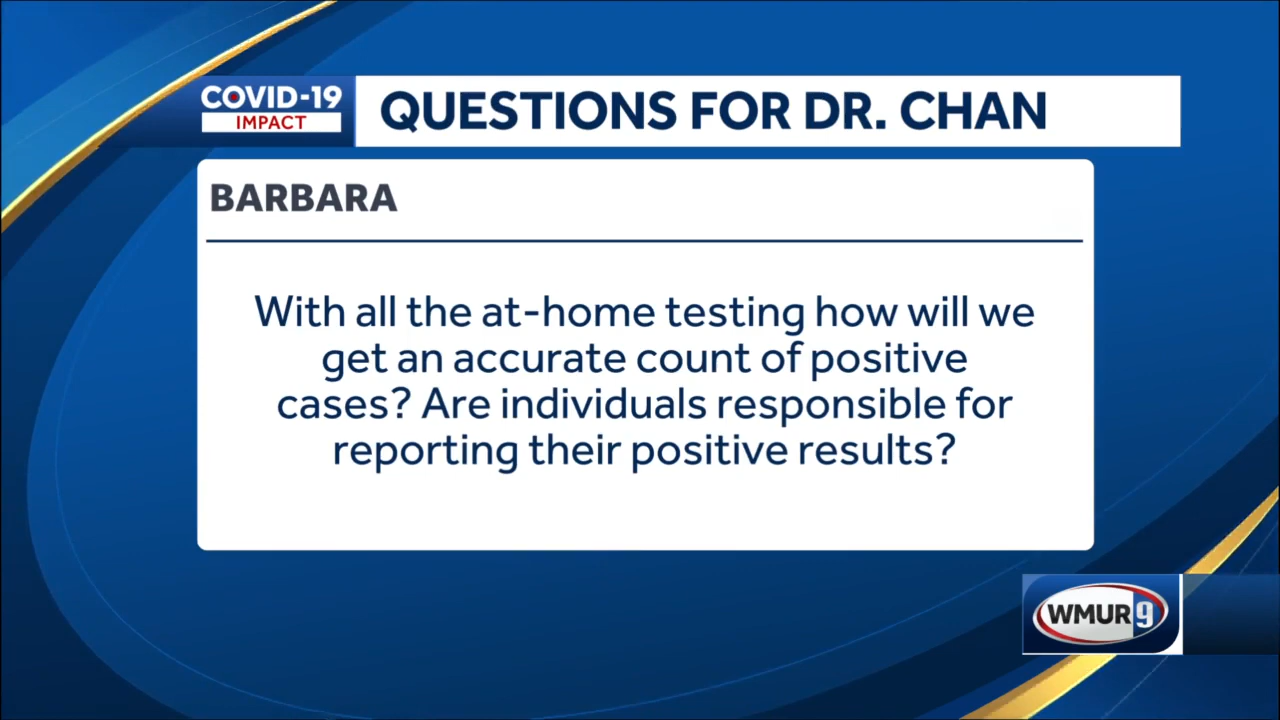 COVID-19
IMPACT
QUESTIONS FOR DR. CHAN
BARBARA
With all the at-home testing how will we
get an accurate count of positive
cases? Are individuals responsible for
reporting their positive results?
WMUR9